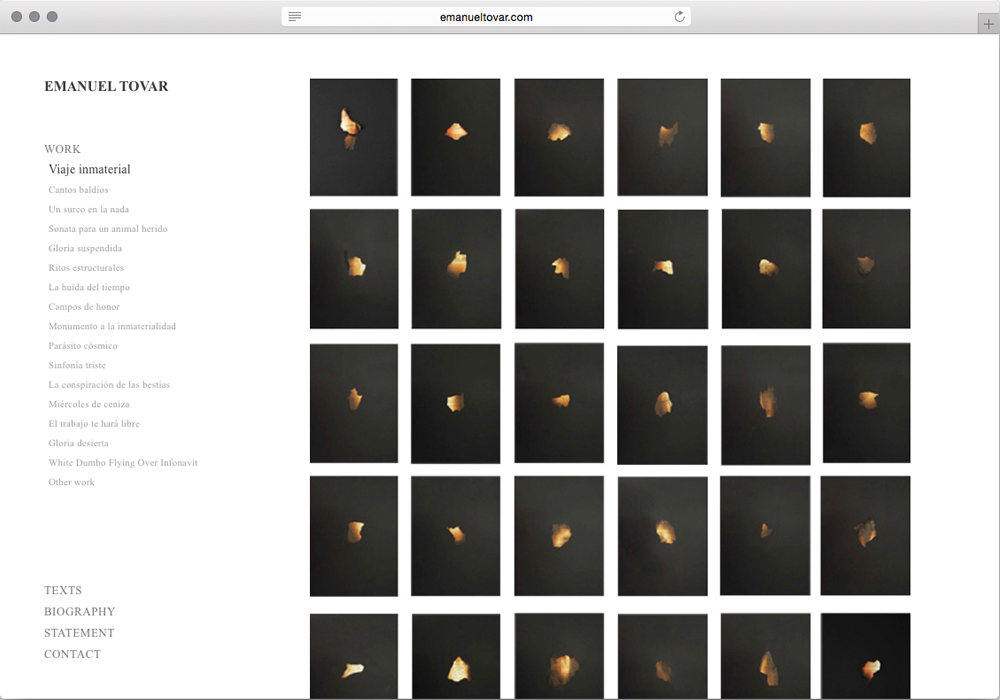 emanueltovar.com
EMANUEL TOVAR
WORK
Viaje inmaterial
Cantos baldíos
Un surco en la nada
Sonata para un animal herido
Gloria suspendida
Ritos estructurales
La huida del tiempo
Campos de honor
Monumento a la inmaterialidad
Parásito cósmico
Sinfonía triste
La conspiración de las bestias
Miércoles de ceniza
El trabajo te hará libre
Gloria desierta
White Dumbo Flying Over Infonavit
Other work
TEXTS
BIOGRAPHY
STATEMENT
CONTACT